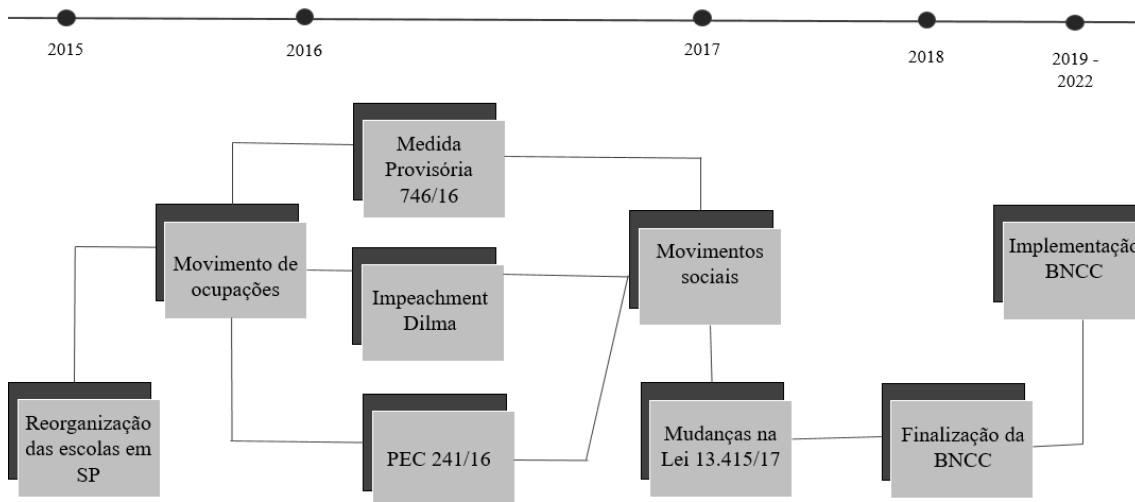 2015
2016
2017
2018
2019 -
2022
Medida
Provisória
746/16
Movimento de
ocupações
Impeachment
Dilma
Movimentos
sociais
Implementação
BNCC
Reorganização
das escolas em
SP
PEC 241/16
Mudanças na
Lei 13.415/17
Finalização da
BNCC